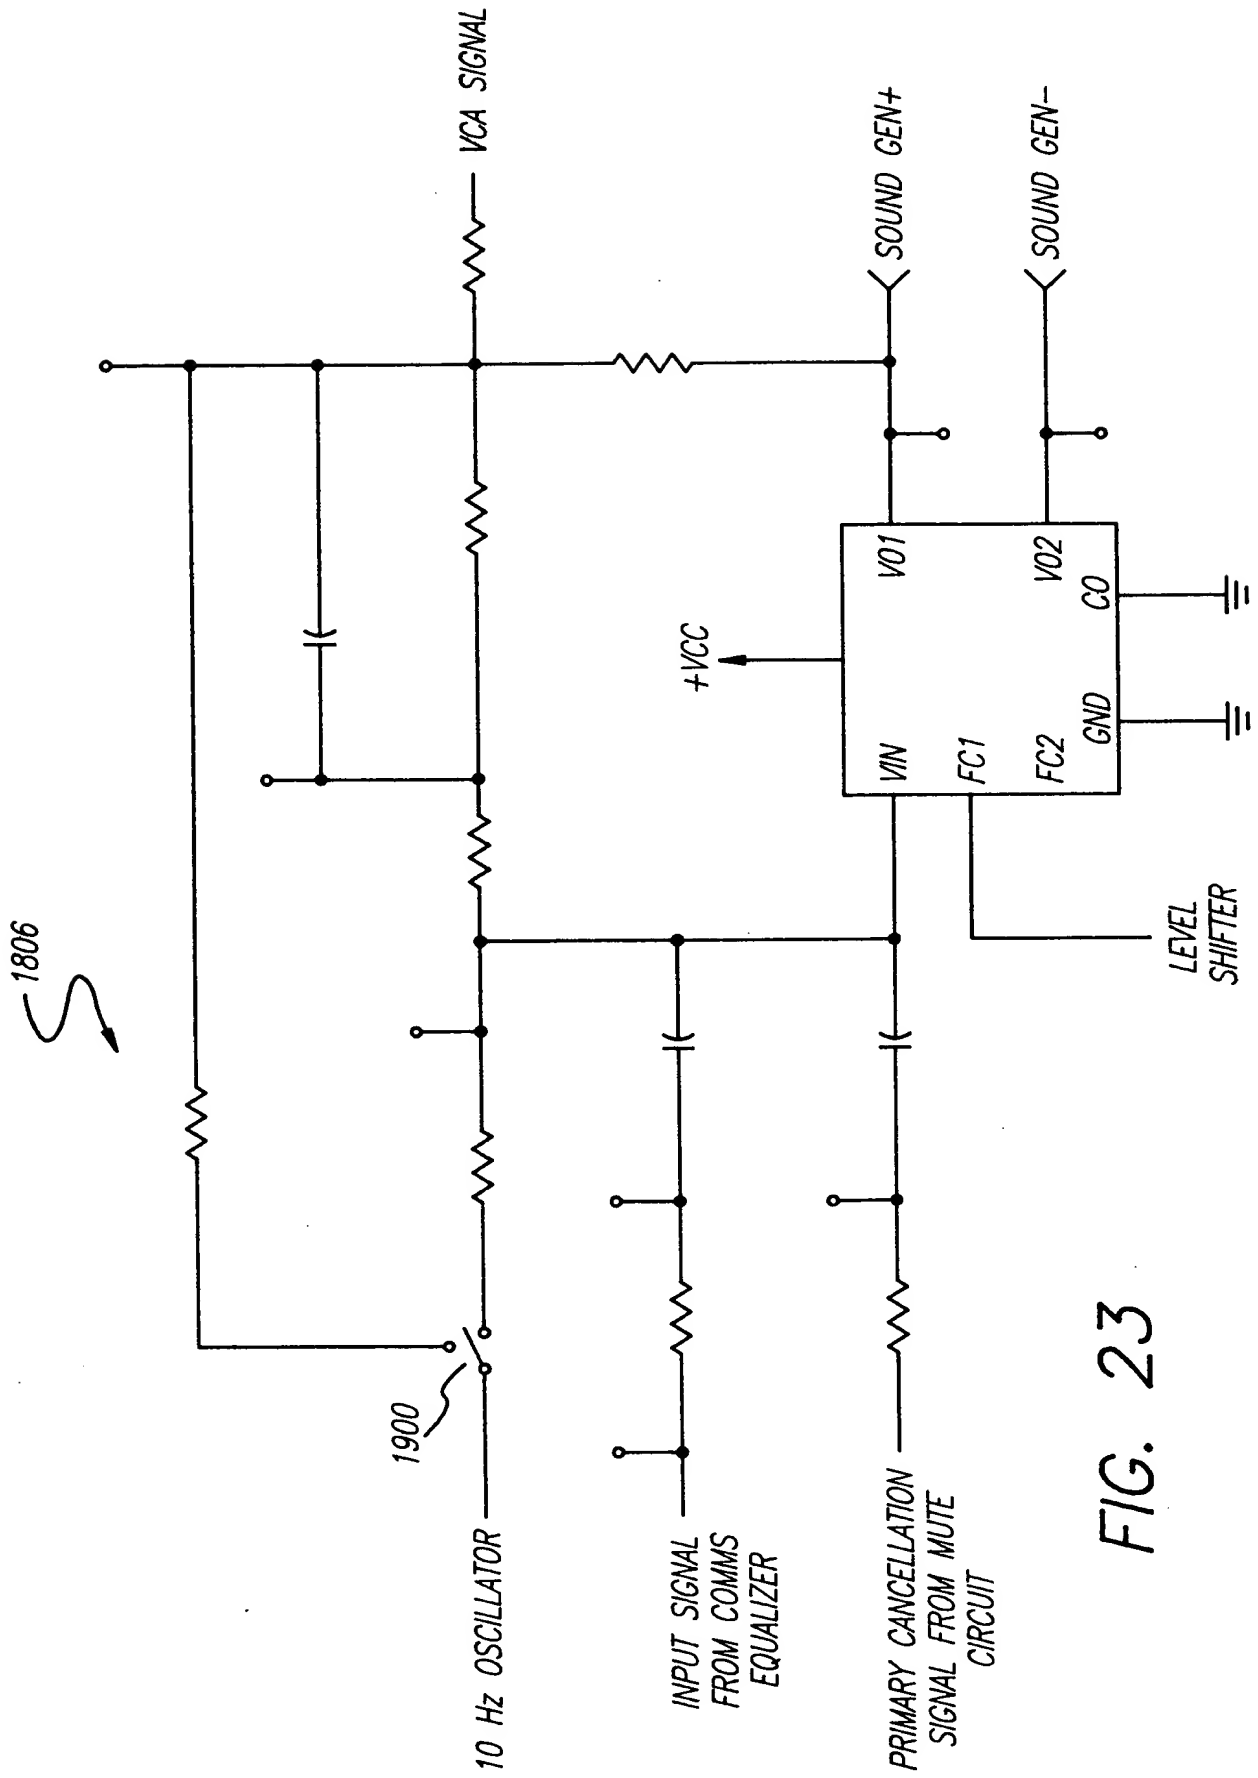 1806
VCA SIGNAL
1900
10 Hz OSCILLATOR
INPUT SIGNAL
FROM COMMS
EQUALIZER
PRIMARY CANCELLATION
SIGNAL FROM MUTE
CIRCUIT
+VCC
VIN
FC1
FC2
GND
CO
VO1
VO2
SOUND GEN+
SOUND GEN-
LEVEL
SHIFTER
FIG. 23